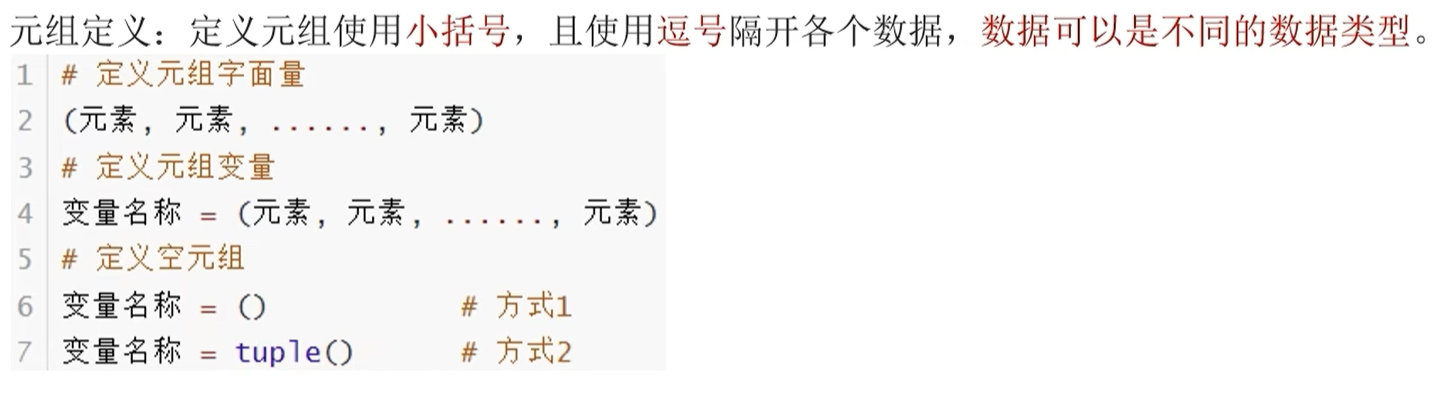 元组定义：定义元组使用小括号，且使用逗号隔开各个数据，数据可以是不同的数据类型。
1 # 定义元组字面量
2 (元素, 元素, ......, 元素)
3 # 定义元组变量
4 变量名称 = (元素, 元素, ......, 元素)
5 # 定义空元组
6 变量名称 = () # 方式1
7 变量名称 = tuple() # 方式2